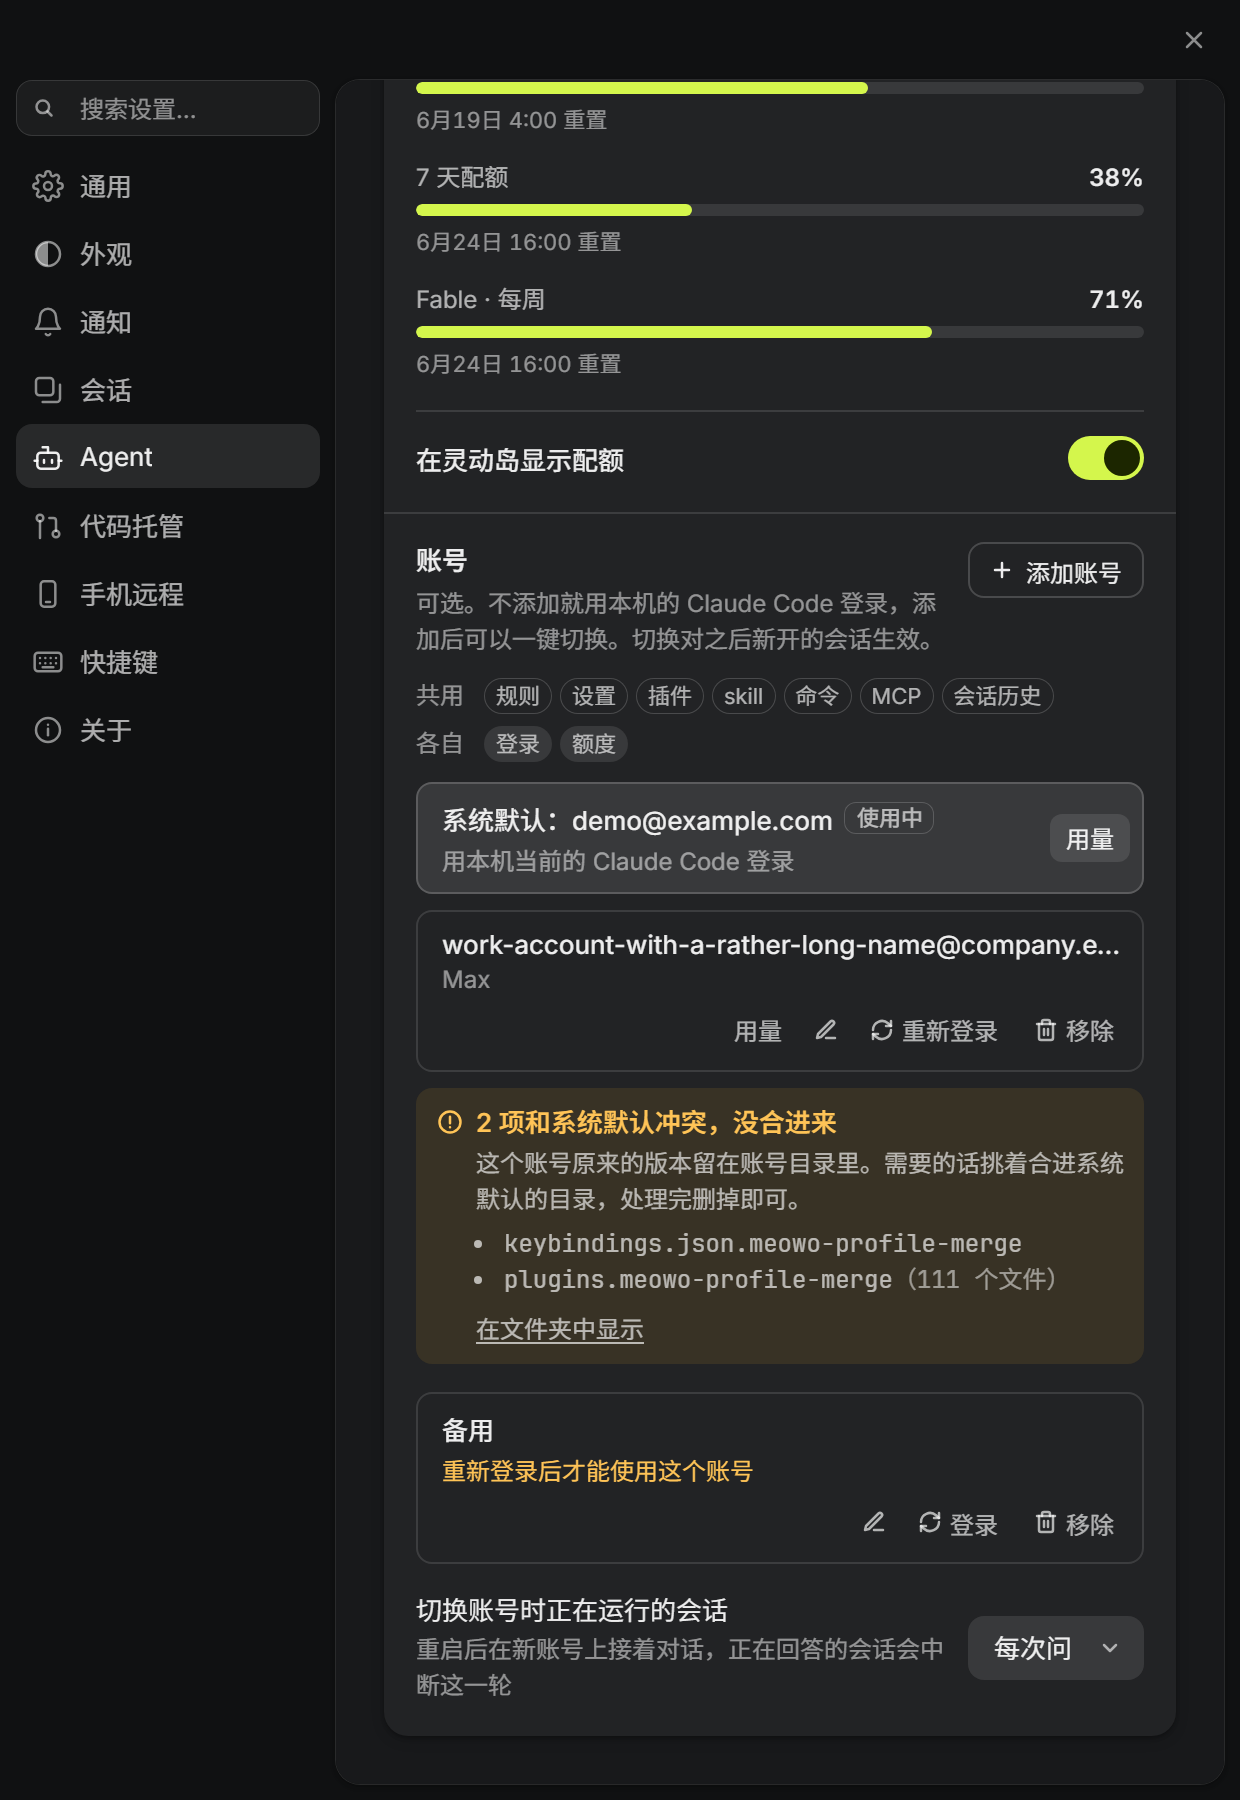 搜索设置...
通用
外观
通知
会话
Agent
代码托管
手机远程
快捷键
关于
6月19日 4:00 重置
7 天配额 38%
6月24日 16:00 重置
Fable · 每周 71%
6月24日 16:00 重置
在灵动岛显示配额
账号
添加账号
可选。不添加就用本机的 Claude Code 登录，添
加后可以一键切换。切换对之后新开的会话生效。
共用 规则 设置 插件 skill 命令 MCP 会话历史
各自 登录 额度
系统默认：demo@example.com 使用中
用本机当前的 Claude Code 登录
用量
work-account-with-a-rather-long-name@company.e...
Max
用量 重新登录 移除
2 项和系统默认冲突，没合进来
这个账号原来的版本留在账号目录里。需要的话挑着合进系统
默认的目录，处理完删掉即可。
• keybindings.json.meowo-profile-merge
• plugins.meowo-profile-merge（111 个文件）
在文件夹中显示
备用
重新登录后才能使用这个账号
登录 移除
切换账号时正在运行的会话
重启后在新账号上接着对话，正在回答的会话会中
断这一轮
每次问